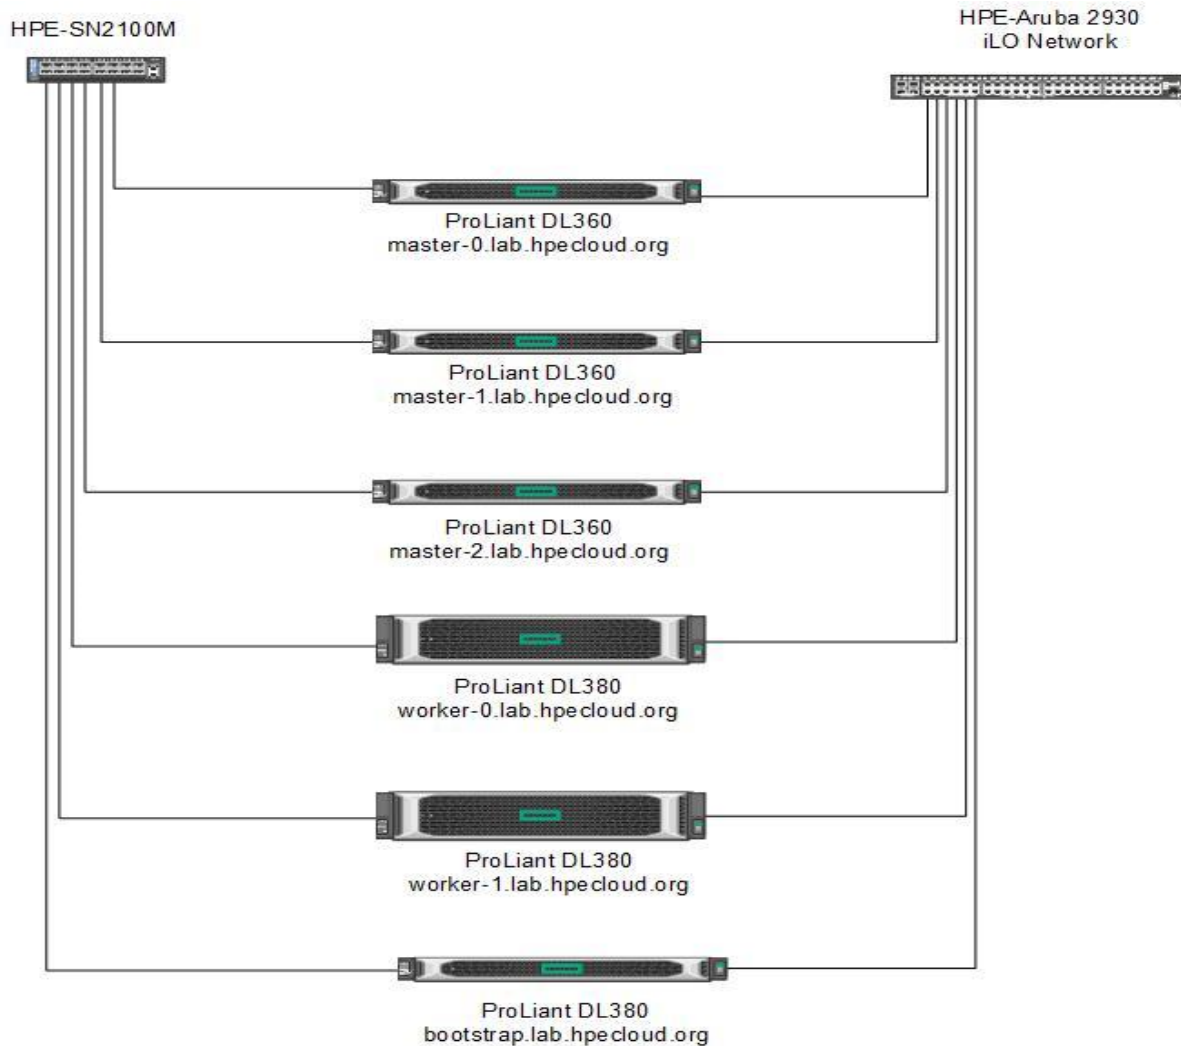 HPE-SN2100M
HPE-Aruba 2930
iLO Network
ProLiant DL360
master-0.lab.hpecloud.org
ProLiant DL360
master-1.lab.hpecloud.org
ProLiant DL360
master-2.lab.hpecloud.org
ProLiant DL380
worker-0.lab.hpecloud.org
ProLiant DL380
worker-1.lab.hpecloud.org
ProLiant DL380
bootstrap.lab.hpecloud.org